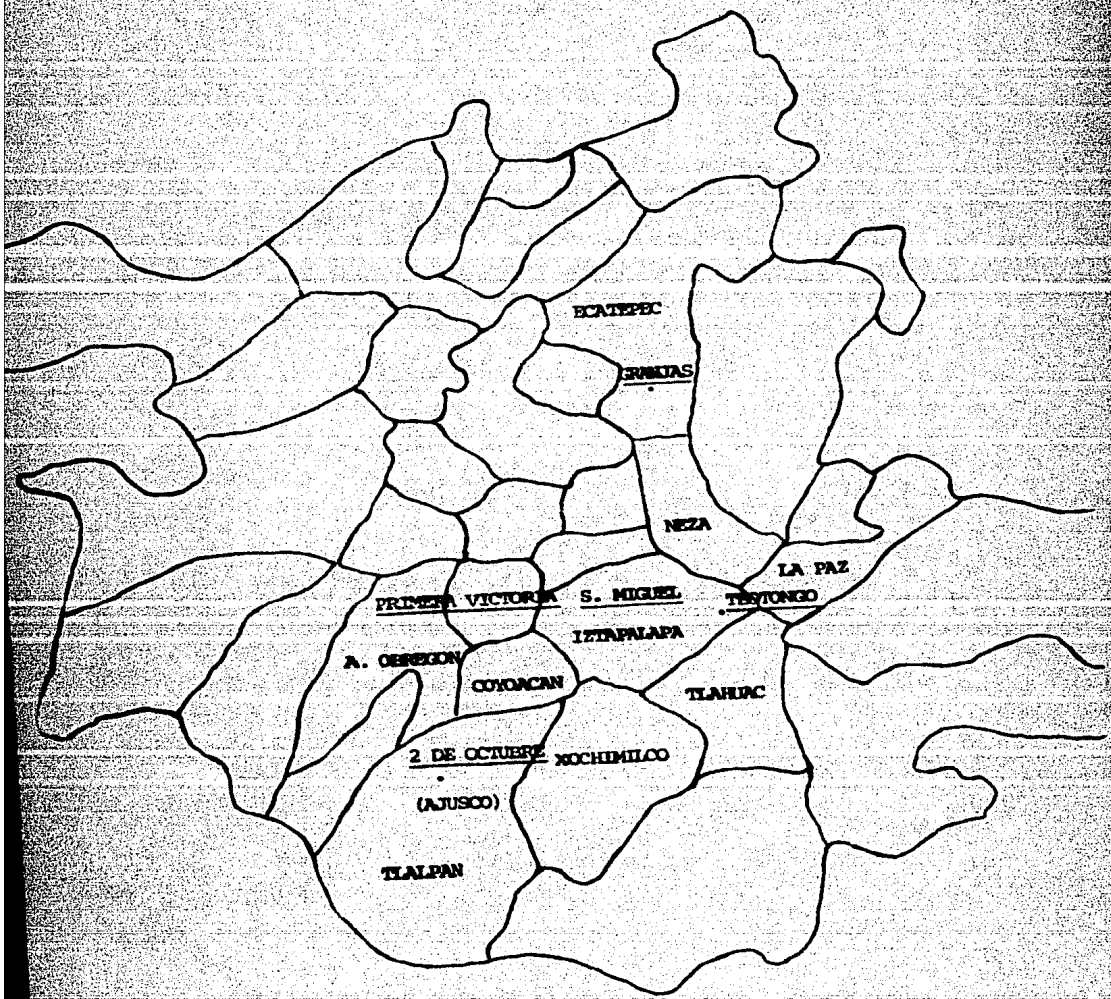 ECATEPEC
GRANJAS
NEZA
LA PAZ
PRIMERA VICTORIA S. MIGUEL TEOTONGO
IZTAPALAPA
A. OBREGON
COYOACAN
TLAHUAC
2 DE OCTUBRE XOCHIMILCO
(AJUSCO)
TLALPAN